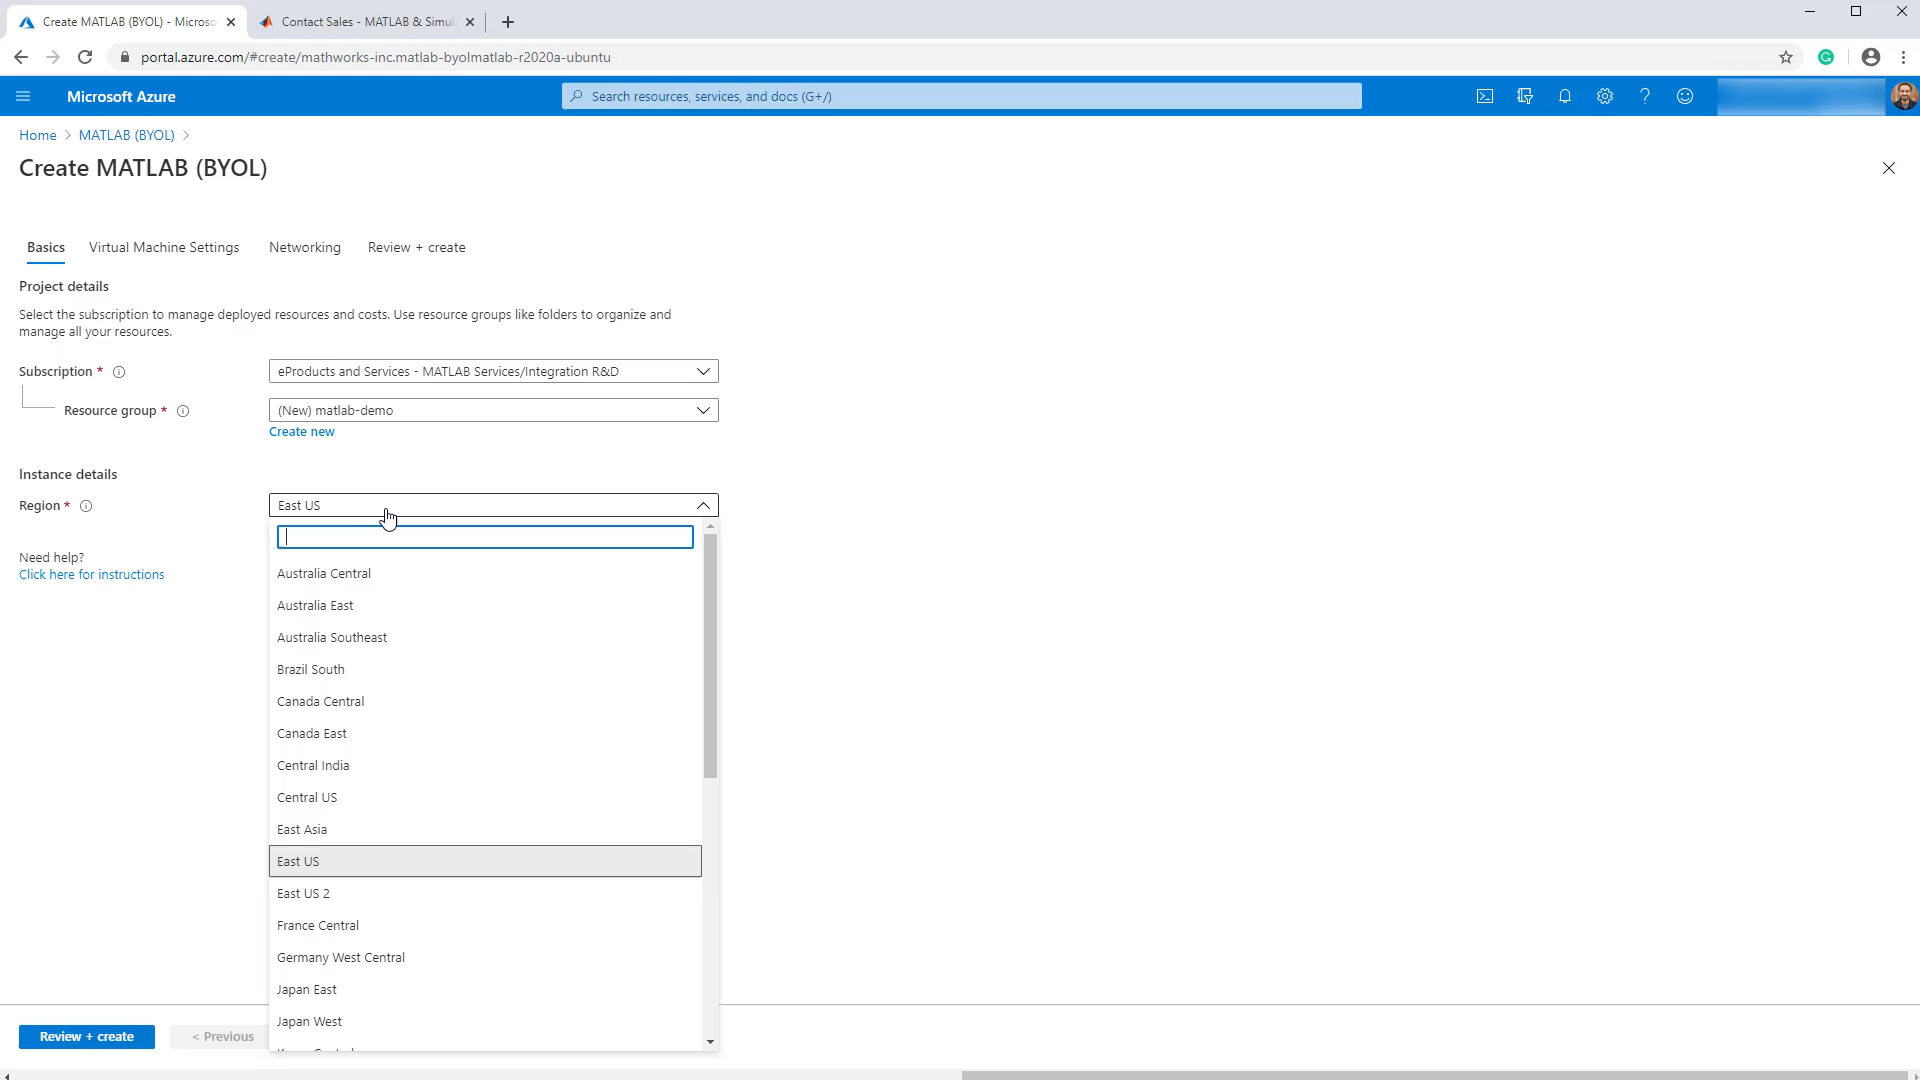 Create MATLAB (BYOL) - Microso
Contact Sales - MATLAB & Simul
portal.azure.com/#create/mathworks-inc.matlab-byolmatlab-r2020a-ubuntu
Microsoft Azure
Search resources, services, and docs (G+/)
Home > MATLAB (BYOL) >
Create MATLAB (BYOL)
Basics Virtual Machine Settings Networking Review + create
Project details
Select the subscription to manage deployed resources and costs. Use resource groups like folders to organize and
manage all your resources.
Subscription * eProducts and Services - MATLAB Services/Integration R&D
Resource group * (New) matlab-demo
Create new
Instance details
Region * East US
Need help?
Click here for instructions
Australia Central
Australia East
Australia Southeast
Brazil South
Canada Central
Canada East
Central India
Central US
East Asia
East US
East US 2
France Central
Germany West Central
Japan East
Japan West
Review + create < Previous